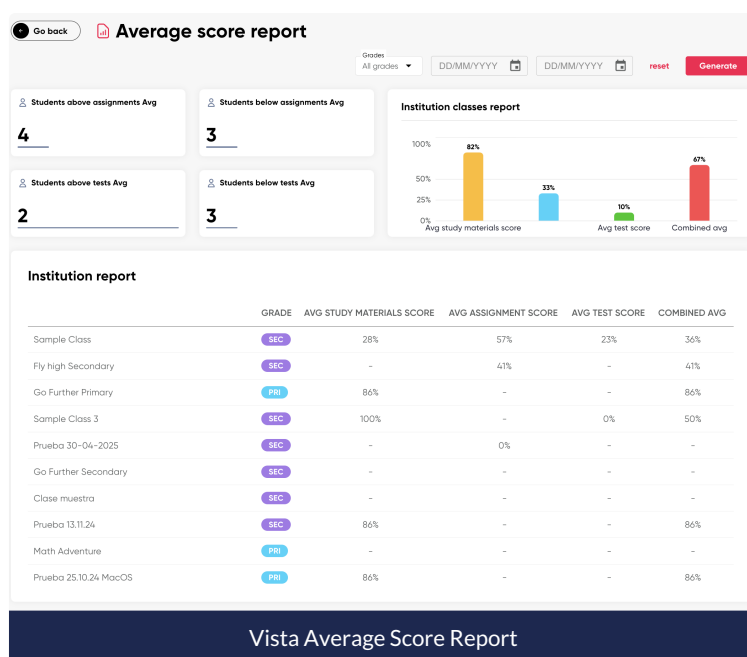 Go back
Average score report
Grades
All grades
DD/MM/YYYY
DD/MM/YYYY
reset
Generate
Students above assignments Avg
4
Students below assignments Avg
3
Students above tests Avg
2
Students below tests Avg
3
Institution classes report
100%
50%
25%
0%
82%
33%
10%
67%
Avg study materials score
Avg test score
Combined avg
Institution report
GRADE AVG STUDY MATERIALS SCORE AVG ASSIGNMENT SCORE AVG TEST SCORE COMBINED AVG
Sample Class SEC 28% 57% 23% 36%
Fly high Secondary SEC - 41% - 41%
Go Further Primary PRI 86% - - 86%
Sample Class 3 SEC 100% - 0% 50%
Prueba 30-04-2025 SEC - 0% - -
Go Further Secondary SEC - - - -
Clase muestra SEC - - - -
Prueba 13.11.24 SEC 86% - - 86%
Math Adventure PRI - - - -
Prueba 25.10.24 MacOS PRI 86% - - 86%
Vista Average Score Report